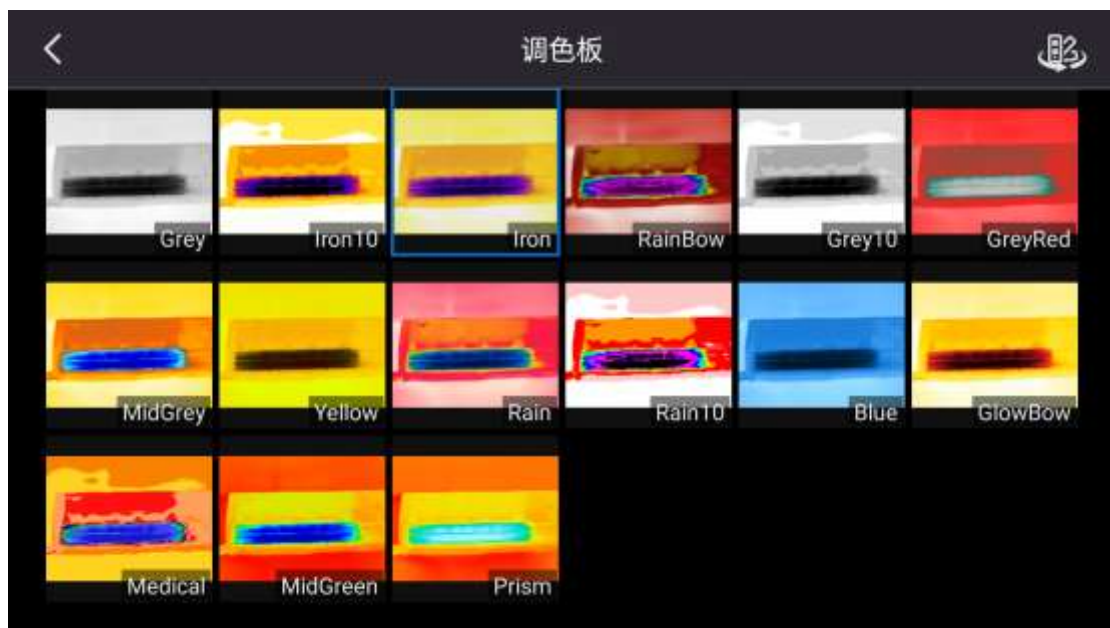 调色板
Grey Iron10 Iron RainBow Grey10 GreyRed
MidGrey Yellow Rain Rain10 Blue GlowBow
Medical MidGreen Prism